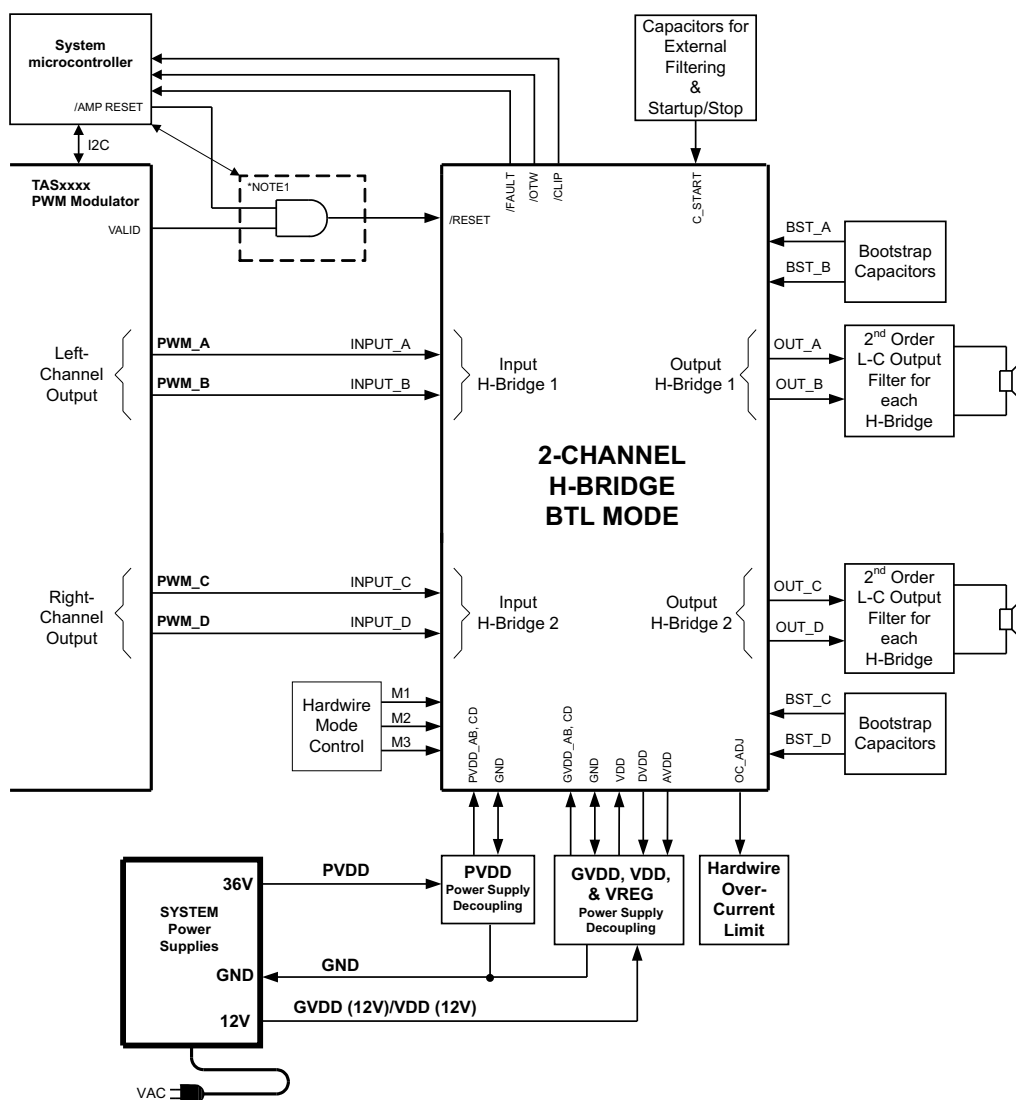 System
microcontroller
/AMP RESET
I2C
TASxxxx
PWM Modulator
VALID
*NOTE1
/RESET
/FAULT
/OTW
/CLIP
Capacitors for
External
Filtering
&
Startup/Stop
C_START
BST_A
BST_B
Bootstrap
Capacitors
Left-
Channel
Output
PWM_A
PWM_B
INPUT_A
INPUT_B
Input
H-Bridge 1
Output
H-Bridge 1
OUT_A
OUT_B
2nd Order
L-C Output
Filter for
each
H-Bridge
2-CHANNEL
H-BRIDGE
BTL MODE
Right-
Channel
Output
PWM_C
PWM_D
INPUT_C
INPUT_D
Input
H-Bridge 2
Output
H-Bridge 2
OUT_C
OUT_D
2nd Order
L-C Output
Filter for
each
H-Bridge
Hardwire
Mode
Control
M1
M2
M3
PVDD_AB, CD
GND
GVDD_AB, CD
GND
VDD
DVDD
AVDD
OC_ADJ
BST_C
BST_D
Bootstrap
Capacitors
36V
SYSTEM
Power
Supplies
GND
12V
PVDD
PVDD
Power Supply
Decoupling
GVDD, VDD,
& VREG
Power Supply
Decoupling
Hardwire
Over-
Current
Limit
GND
GVDD (12V)/VDD (12V)
VAC